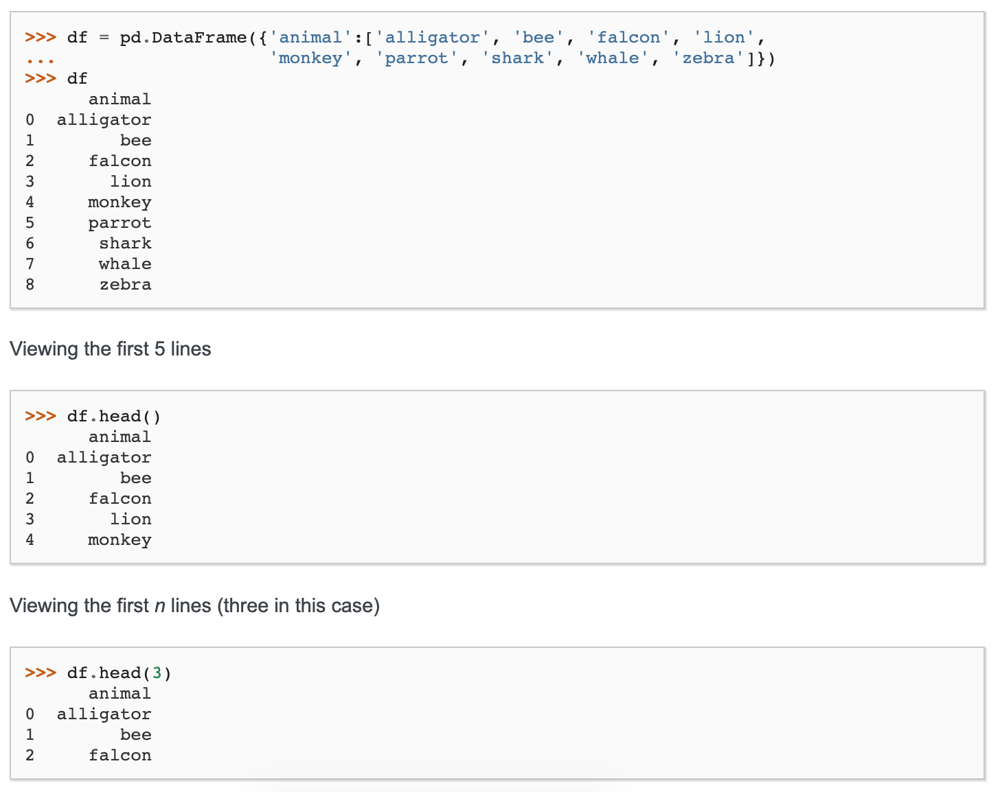 >>> df = pd.DataFrame({'animal':['alligator', 'bee', 'falcon', 'lion',
...                    'monkey', 'parrot', 'shark', 'whale', 'zebra']})
>>> df
      animal
0  alligator
1        bee
2     falcon
3       lion
4     monkey
5     parrot
6      shark
7      whale
8      zebra
Viewing the first 5 lines
>>> df.head()
      animal
0  alligator
1        bee
2     falcon
3       lion
4     monkey
Viewing the first n lines (three in this case)
>>> df.head(3)
      animal
0  alligator
1        bee
2     falcon